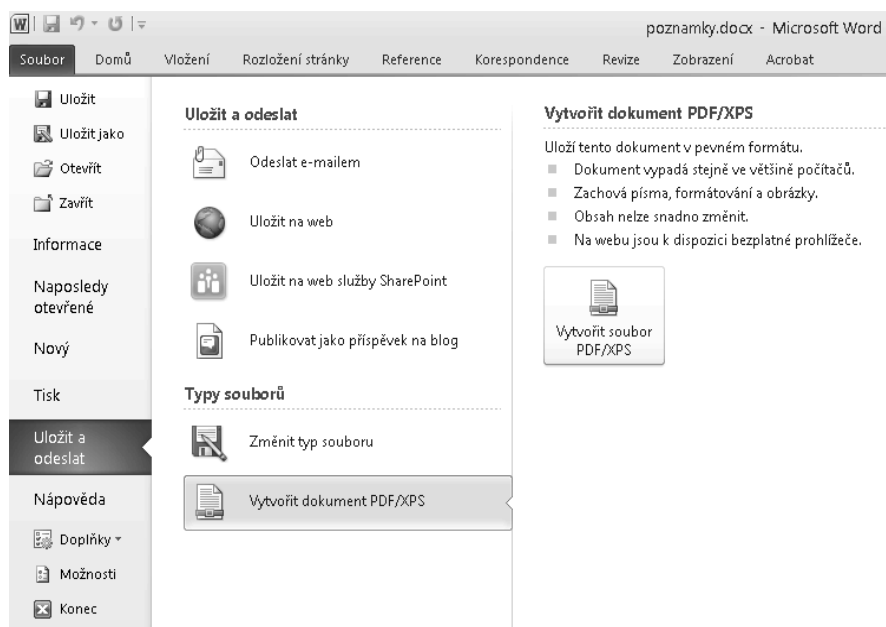 poznamky.docx - Microsoft Word
Soubor Domů Vložení Rozložení stránky Reference Korespondence Revize Zobrazení Acrobat
Uložit
Uložit jako
Otevřít
Zavřít
Informace
Naposledy
otevřené
Nový
Tisk
Uložit a
odeslat
Nápověda
Doplňky
Možnosti
Konec
Uložit a odeslat
Odeslat e-mailem
Uložit na web
Uložit na web služby SharePoint
Publikovat jako příspěvek na blog
Typy souborů
Změnit typ souboru
Vytvořit dokument PDF/XPS
Vytvořit dokument PDF/XPS
Uloží tento dokument v pevném formátu.
Dokument vypadá stejně ve většině počítačů.
Zachová písma, formátování a obrázky.
Obsah nelze snadno změnit.
Na webu jsou k dispozici bezplatné prohlížeče.
Vytvořit soubor
PDF/XPS